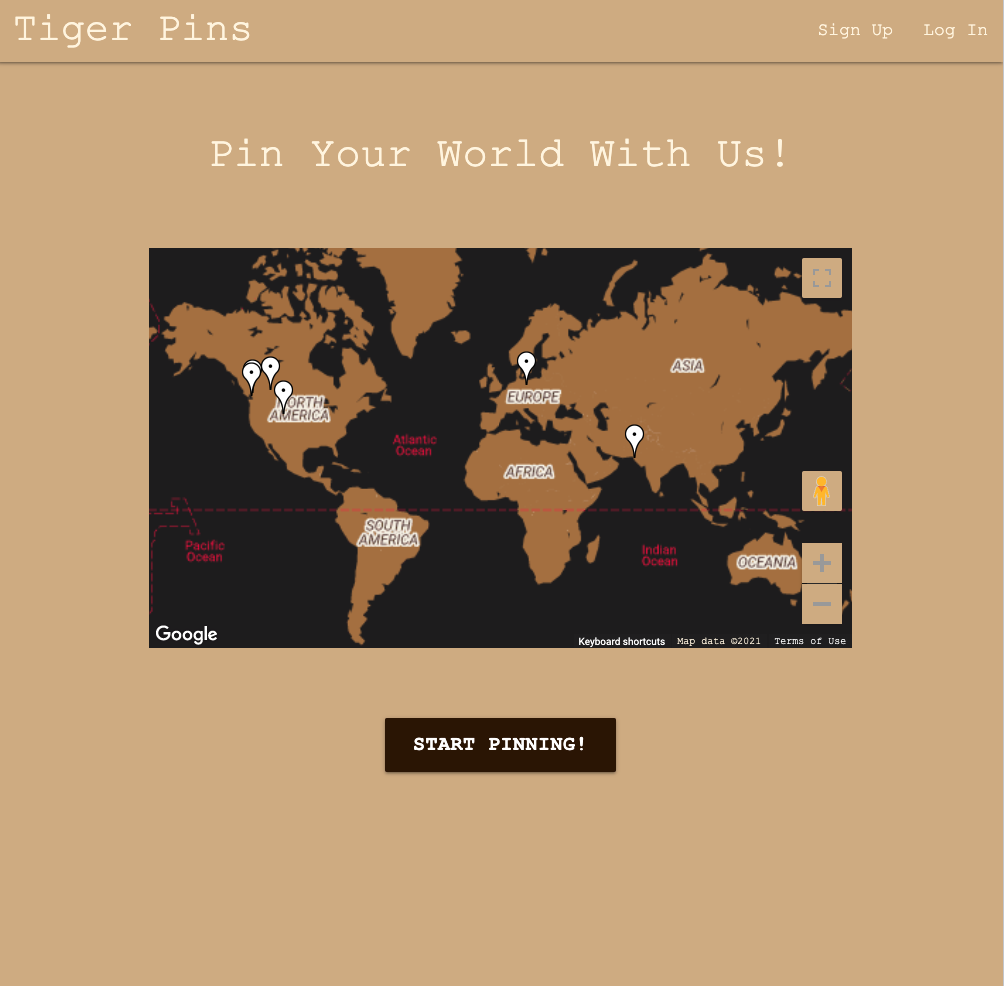 Tiger Pins
Sign Up
Log In
Pin Your World With Us!
ASIA
EUROPE
NORTH
AMERICA
Atlantic
Ocean
AFRICA
SOUTH
AMERICA
Pacific
Ocean
Indian
Ocean
OCEANIA
Google
Keyboard shortcuts
Map data ©2021
Terms of Use
START PINNING!